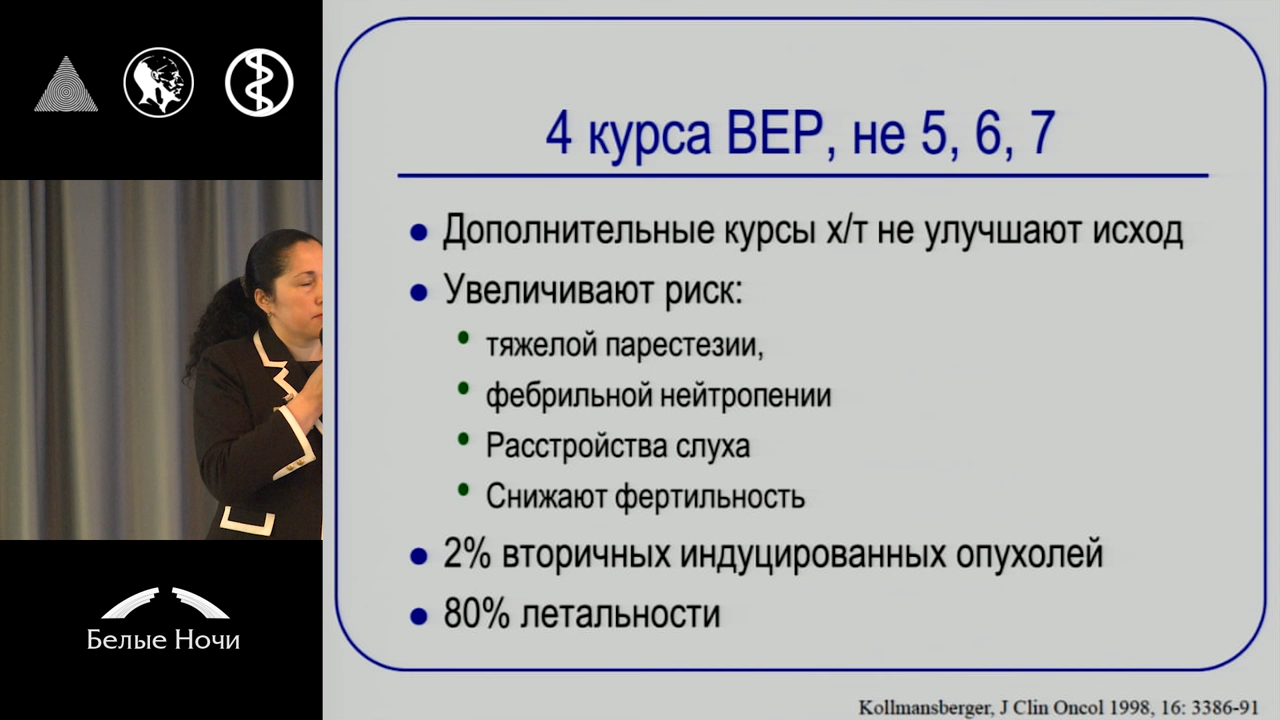 4 курса BEP, не 5, 6, 7
Дополнительные курсы х/т не улучшают исход
Увеличивают риск:
тяжелой парестезии,
фебрильной нейтропении
Расстройства слуха
Снижают фертильность
2% вторичных индуцированных опухолей
80% летальности
Kollmansberger, J Clin Oncol 1998, 16: 3386-91
Белые Ночи